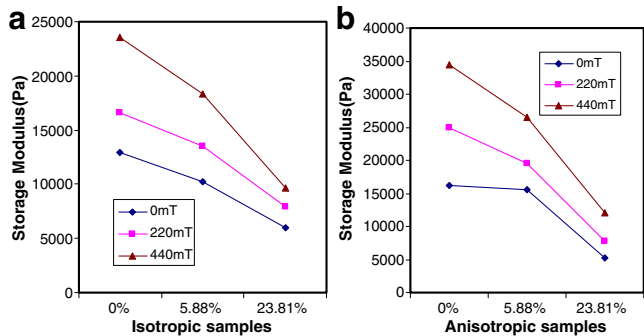 a
Storage Modulus(Pa)
25000
20000
15000
10000
5000
0
0mT
220mT
440mT
0%
5.88%
23.81%
Isotropic samples
b
Storage Modulus(Pa)
40000
35000
30000
25000
20000
15000
10000
5000
0
0mT
220mT
440mT
0%
5.88%
23.81%
Anisotropic samples